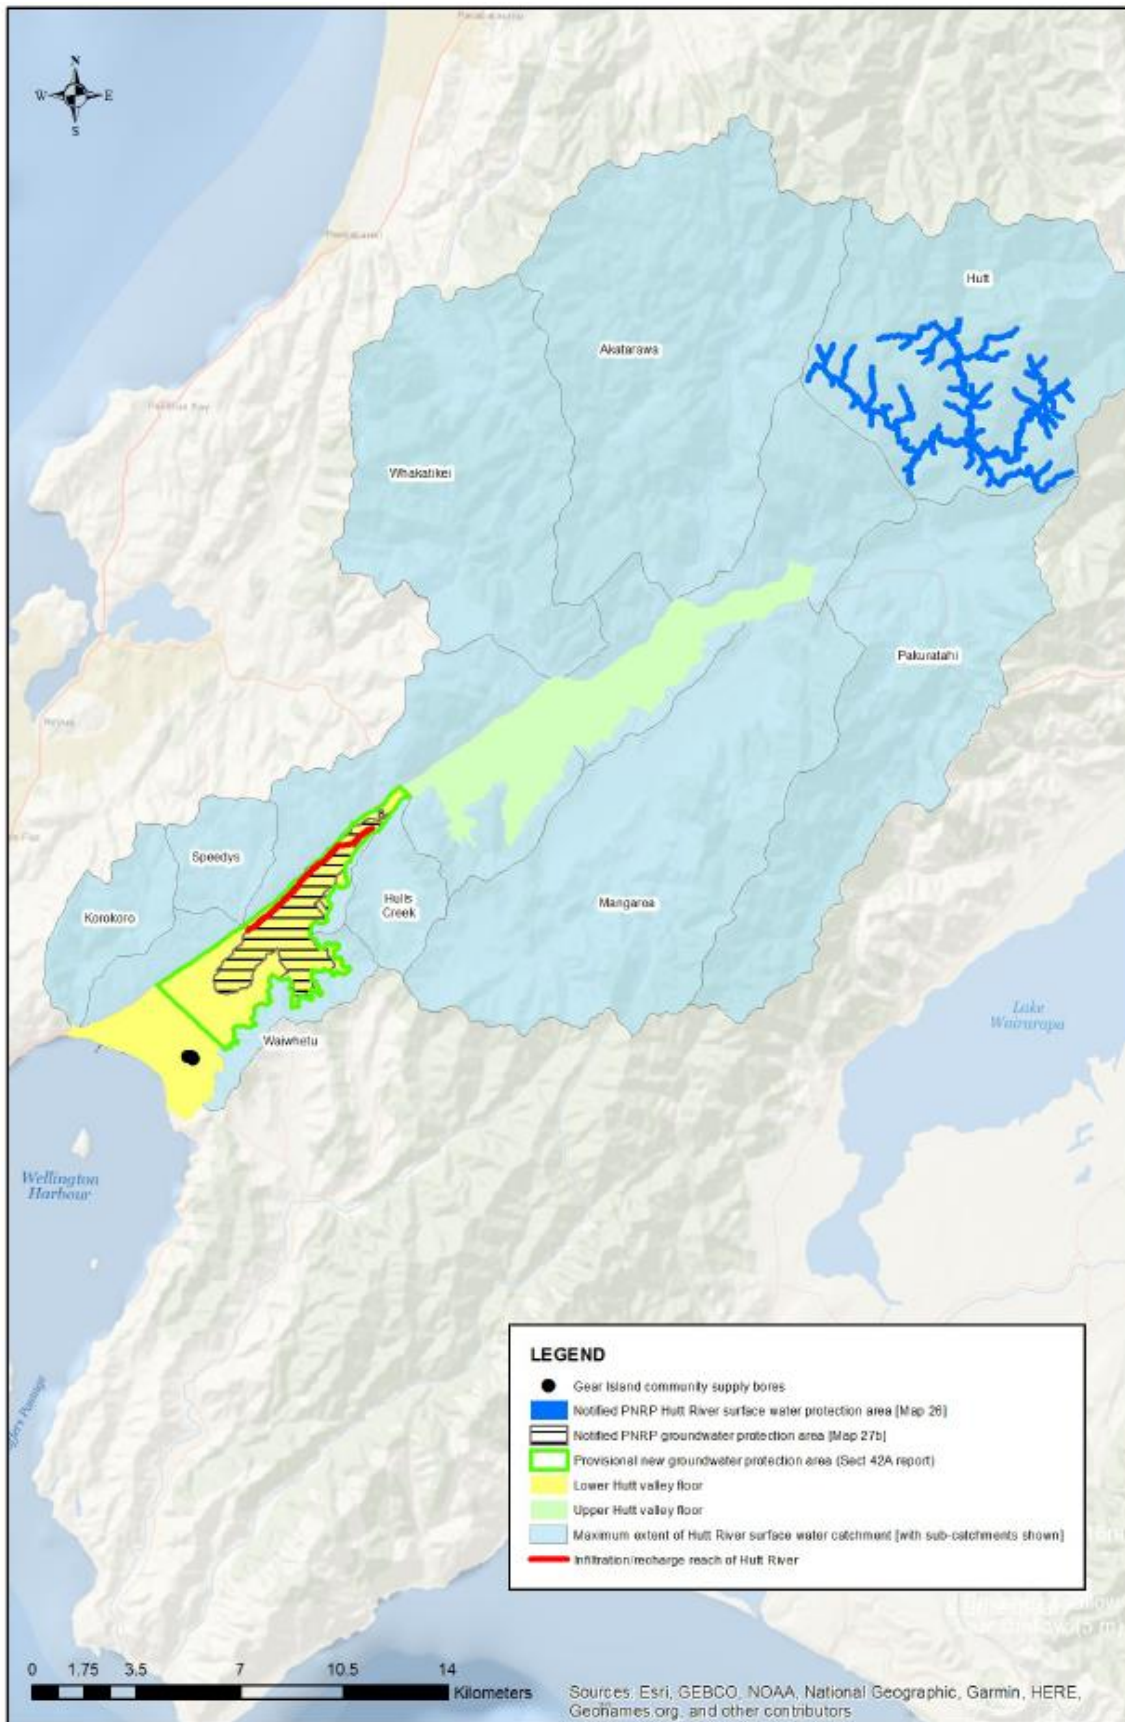 N
W E
S
Hutt
Akatarawa
Whakatikei
Pakuratahi
Speedys
Hulls
Creek
Korokoro
Mangaroa
Waiwhetu
Lake
Wairarapa
Wellington
Harbour
LEGEND
Gear Island community supply bores
Notified PNRP Hutt River surface water protection area [Map 26]
Notified PNRP groundwater protection area [Map 27b]
Provisional new groundwater protection area (Sect 42A report)
Lower Hutt valley floor
Upper Hutt valley floor
Maximum extent of Hutt River surface water catchment [with sub-catchments shown]
Infiltration/recharge reach of Hutt River
0 1.75 3.5 7 10.5 14
Kilometers
Sources: Esri, GEBCO, NOAA, National Geographic, Garmin, HERE,
Geonames.org, and other contributors